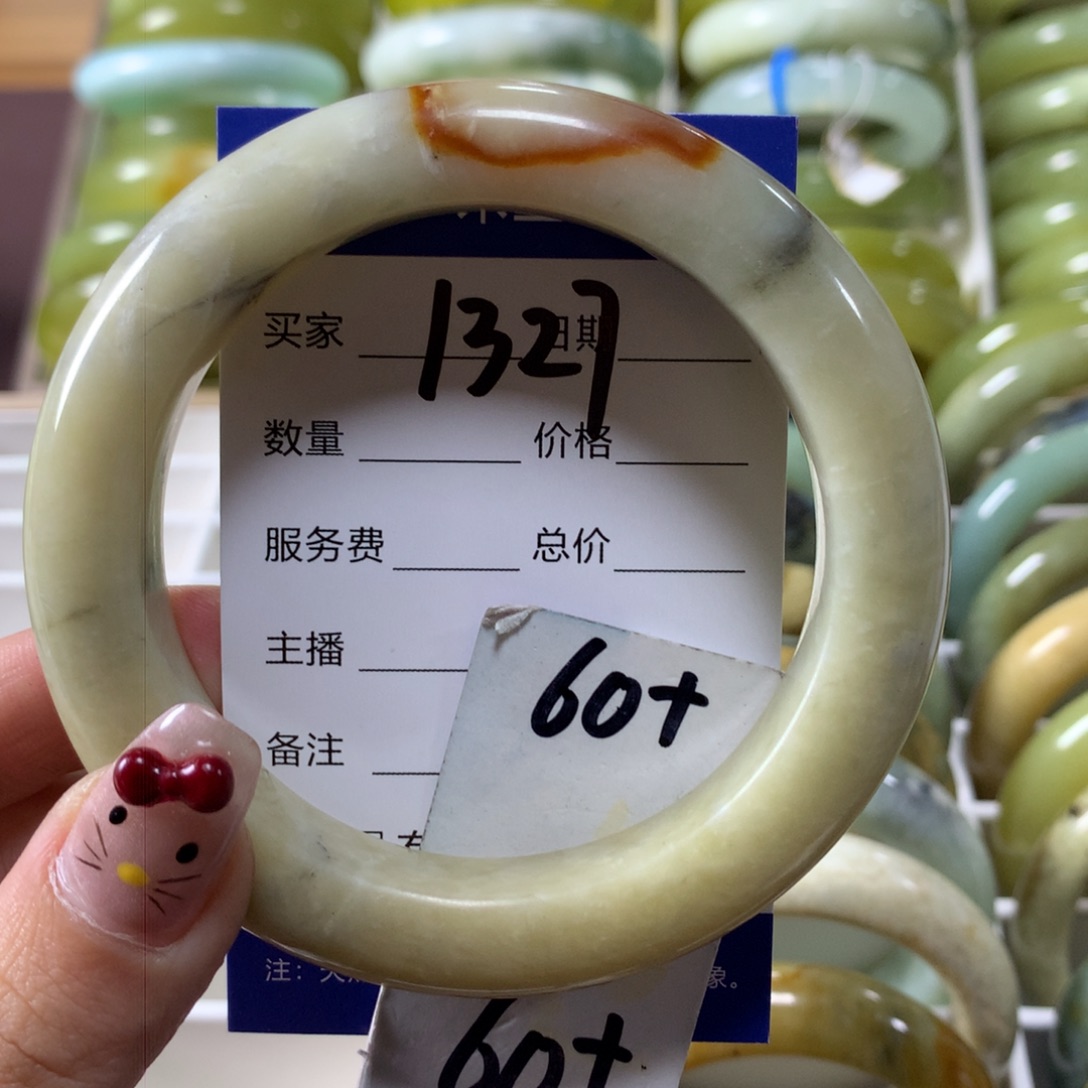 1327
买家 日期
数量 价格
服务费 总价
主播
60+
备注
注:
象。
60+